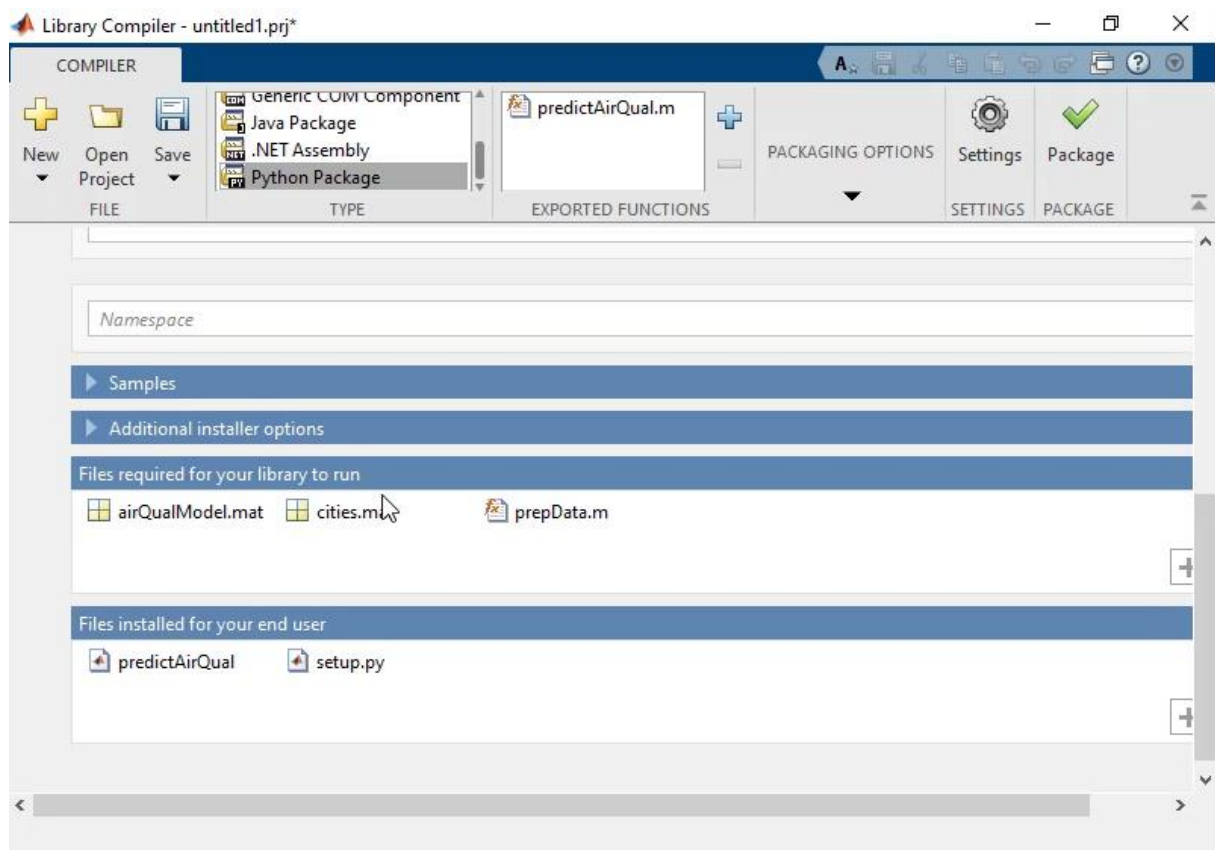 Library Compiler - untitled1.prj*
COMPILER
New
Open Project
Save
FILE
Generic COM Component
Java Package
.NET Assembly
Python Package
TYPE
predictAirQual.m
EXPORTED FUNCTIONS
PACKAGING OPTIONS
Settings
SETTINGS
Package
PACKAGE
Namespace
Samples
Additional installer options
Files required for your library to run
airQualModel.mat
prepData.m
Files installed for your end user
predictAirQual
setup.py